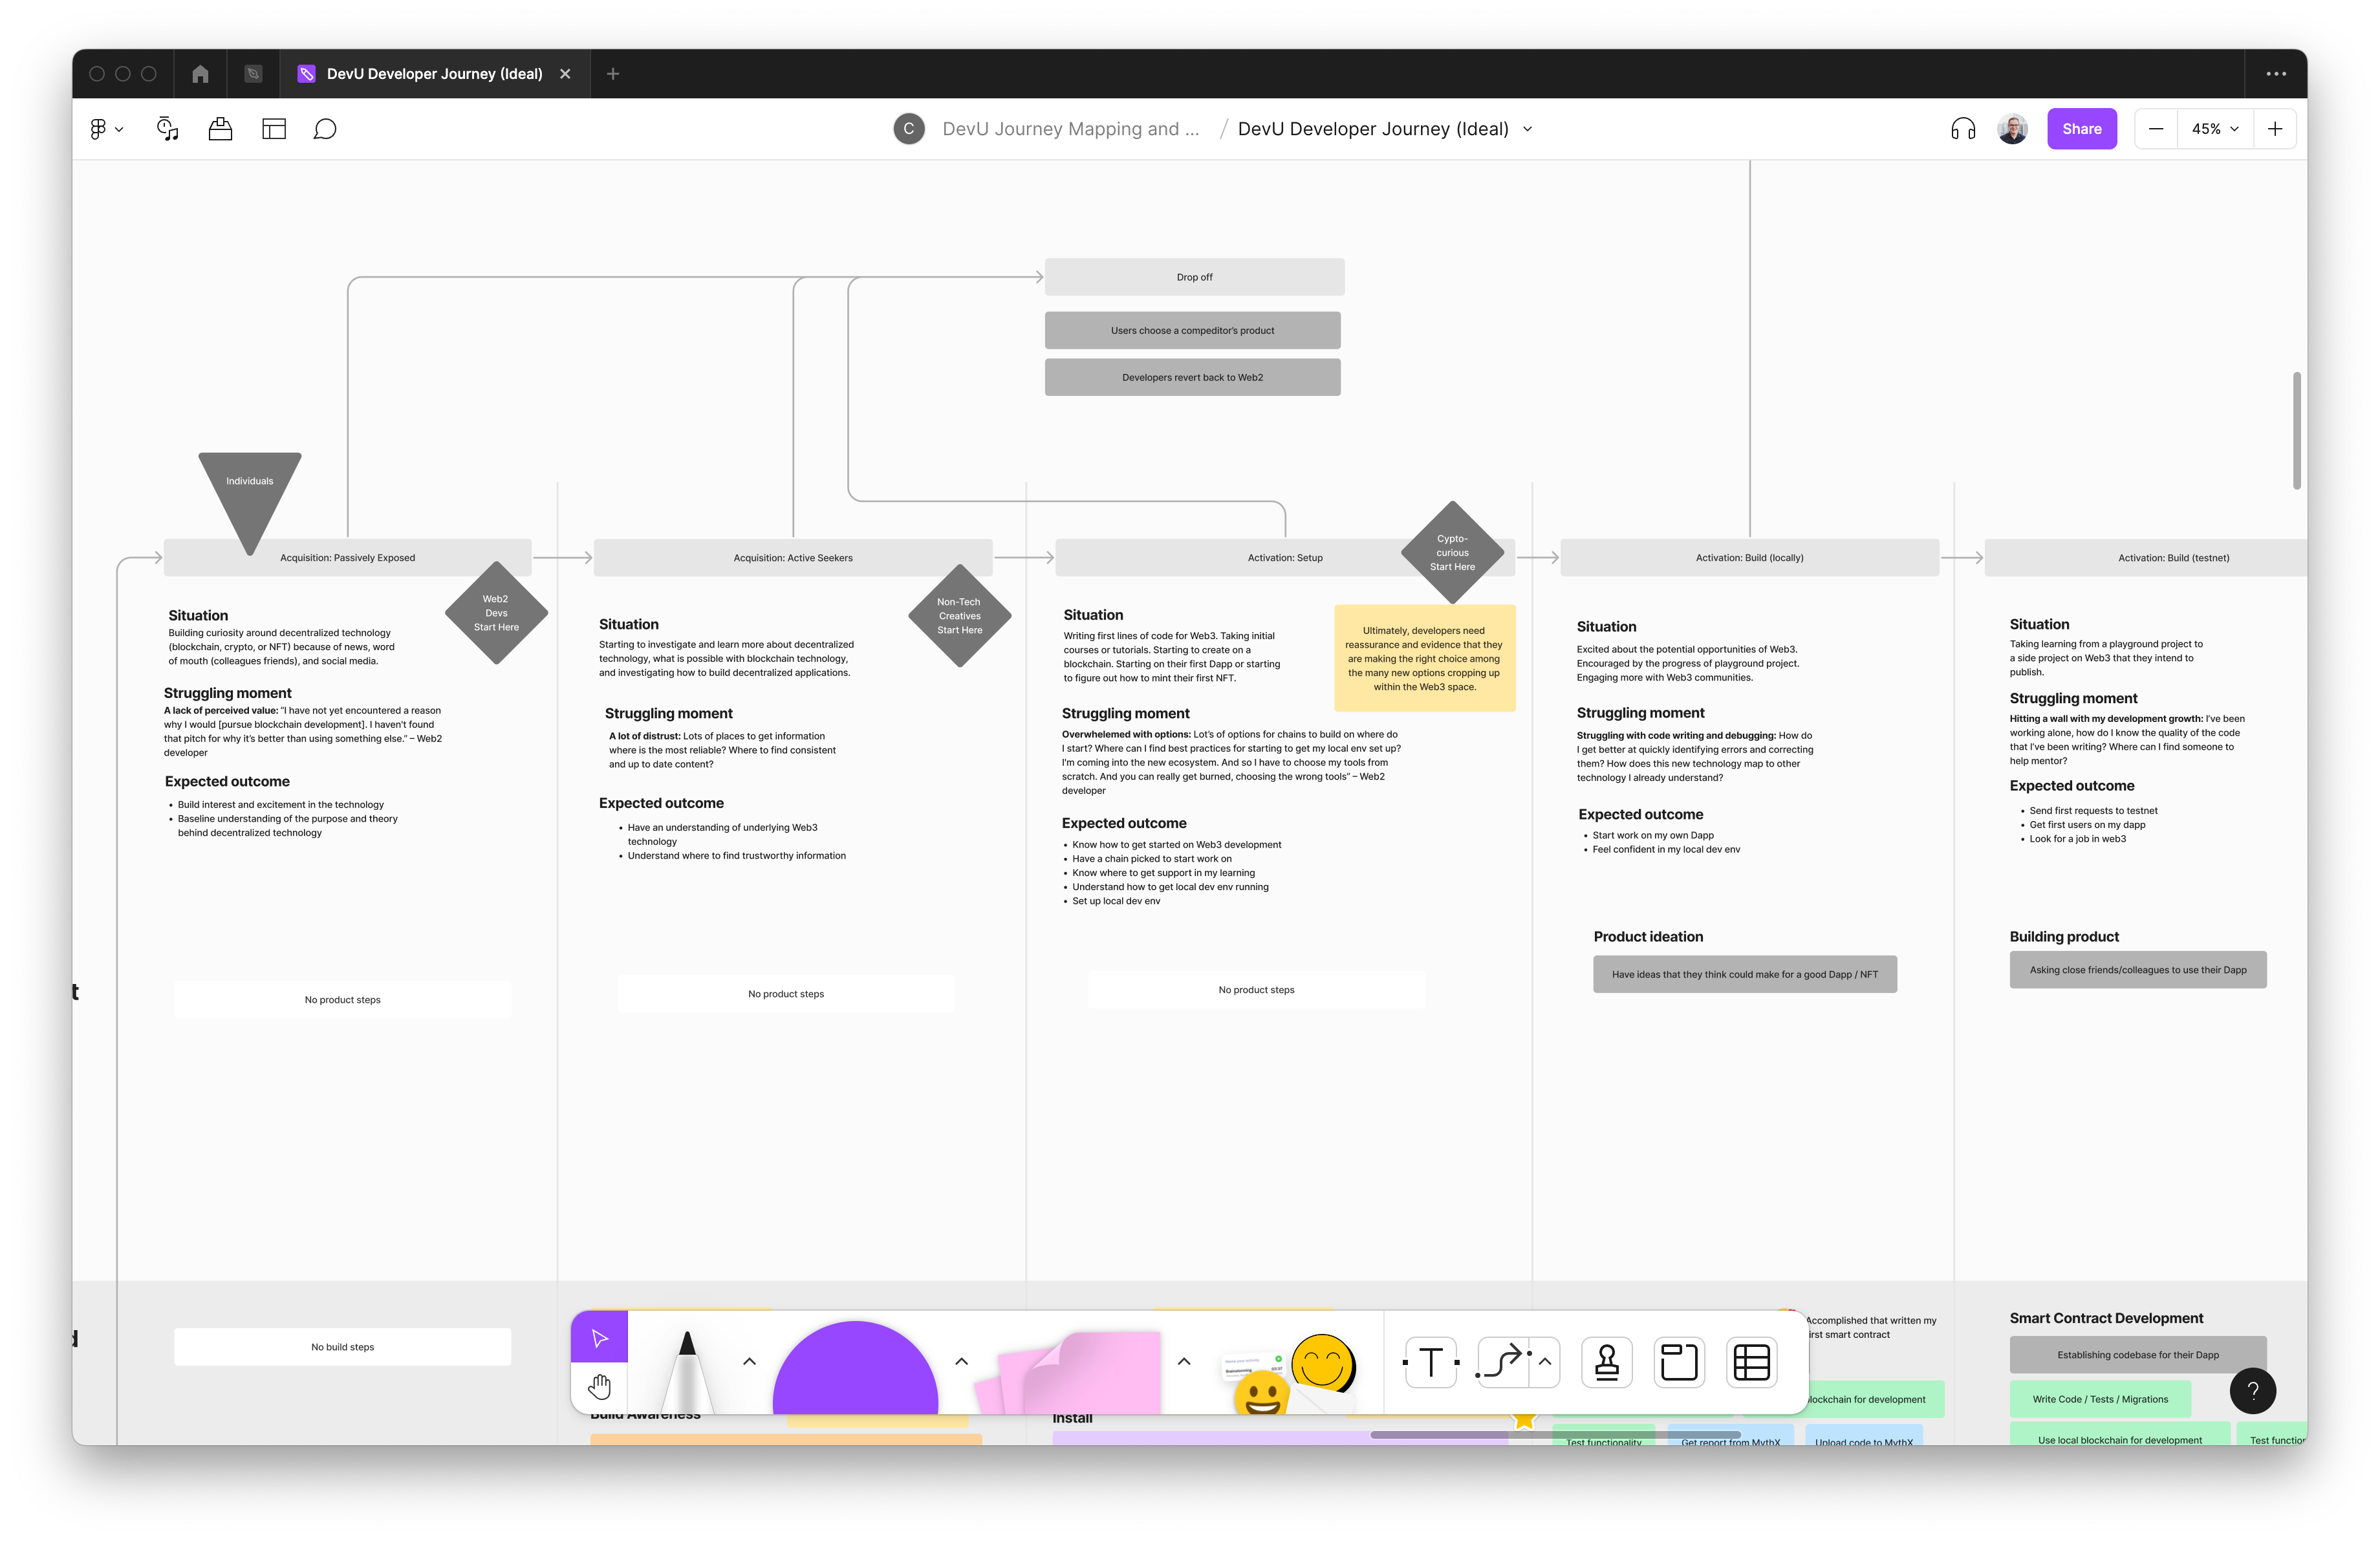 DevU Developer Journey (Ideal)
C
DevU Journey Mapping and ...
/
DevU Developer Journey (Ideal)
Share
45%
Drop off
Users choose a compeditor's product
Developers revert back to Web2
Individuals
Acquisition: Passively Exposed
Web2
Devs
Start Here
Situation
Building curiosity around decentralized technology
(blockchain, crypto, or NFT) because of news, word
of mouth (colleagues friends), and social media.
Struggling moment
A lack of perceived value: "I have not yet encountered a reason
why I would [pursue blockchain development]. I haven't found
that pitch for why it's better than using something else." – Web2
developer
Expected outcome
• Build interest and excitement in the technology
• Baseline understanding of the purpose and theory
behind decentralized technology
No product steps
No build steps
Acquisition: Active Seekers
Non-Tech
Creatives
Start Here
Situation
Starting to investigate and learn more about decentralized
technology, what is possible with blockchain technology,
and investigating how to build decentralized applications.
Struggling moment
A lot of distrust: Lots of places to get information
where is the most reliable? Where to find consistent
and up to date content?
Expected outcome
• Have an understanding of underlying Web3
technology
• Understand where to find trustworthy information
No product steps
Build Awareness
Activation: Setup
Cypto-
curious
Start Here
Situation
Writing first lines of code for Web3. Taking initial
courses or tutorials. Starting to create on a
blockchain. Starting on their first Dapp or starting
to figure out how to mint their first NFT.
Ultimately, developers need
reassurance and evidence that they
are making the right choice among
the many new options cropping up
within the Web3 space.
Struggling moment
Overwhelemed with options: Lot's of options for chains to build on where do
I start? Where can I find best practices for starting to get my local env set up?
I'm coming into the new ecosystem. And so I have to choose my tools from
scratch. And you can really get burned, choosing the wrong tools" – Web2
developer
Expected outcome
• Know how to get started on Web3 development
• Have a chain picked to start work on
• Know where to get support in my learning
• Understand how to get local dev env running
• Set up local dev env
No product steps
Install
Activation: Build (locally)
Situation
Excited about the potential opportunities of Web3.
Encouraged by the progress of playground project.
Engaging more with Web3 communities.
Struggling moment
Struggling with code writing and debugging: How do
I get better at quickly identifying errors and correcting
them? How does this new technology map to other
technology I already understand?
Expected outcome
• Start work on my own Dapp
• Feel confident in my local dev env
Product ideation
Have ideas that they think could make for a good Dapp / NFT
Accomplished that written my
irst smart contract
lockchain for development
Test functionality
Get report from MythX
Upload code to MythX
Activation: Build (testnet)
Situation
Taking learning from a playground project to
a side project on Web3 that they intend to
publish.
Struggling moment
Hitting a wall with my development growth: I've been
working alone, how do I know the quality of the code
that I've been writing? Where can I find someone to
help mentor?
Expected outcome
• Send first requests to testnet
• Get first users on my dapp
• Look for a job in web3
Building product
Asking close friends/colleagues to use their Dapp
Smart Contract Development
Establishing codebase for their Dapp
Write Code / Tests / Migrations
Use local blockchain for development
Test function
t
d
T
?